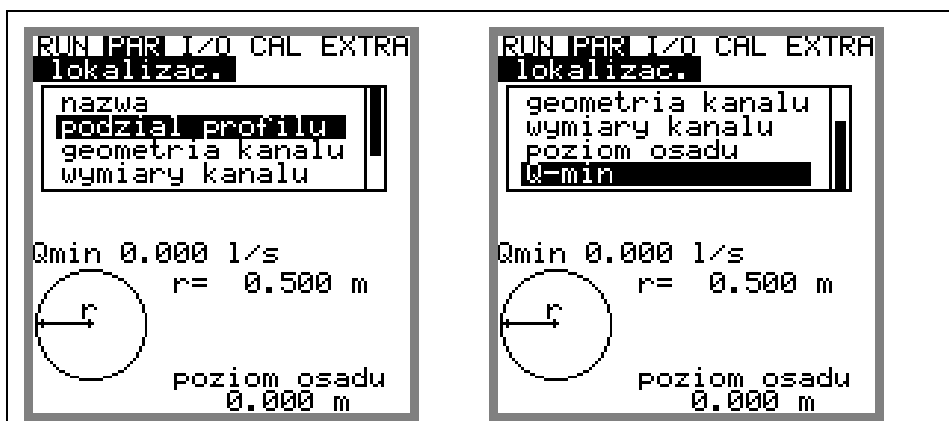 RUN PAR I/O CAL EXTRA
lokalizac.
nazwa
podzial profilu
geometria kanalu
wymiary kanalu
Qmin 0.000 l/s
r= 0.500 m
r
poziom osadu
0.000 m
RUN PAR I/O CAL EXTRA
lokalizac.
geometria kanalu
wymiary kanalu
poziom osadu
Q-min
Qmin 0.000 l/s
r= 0.500 m
r
poziom osadu
0.000 m